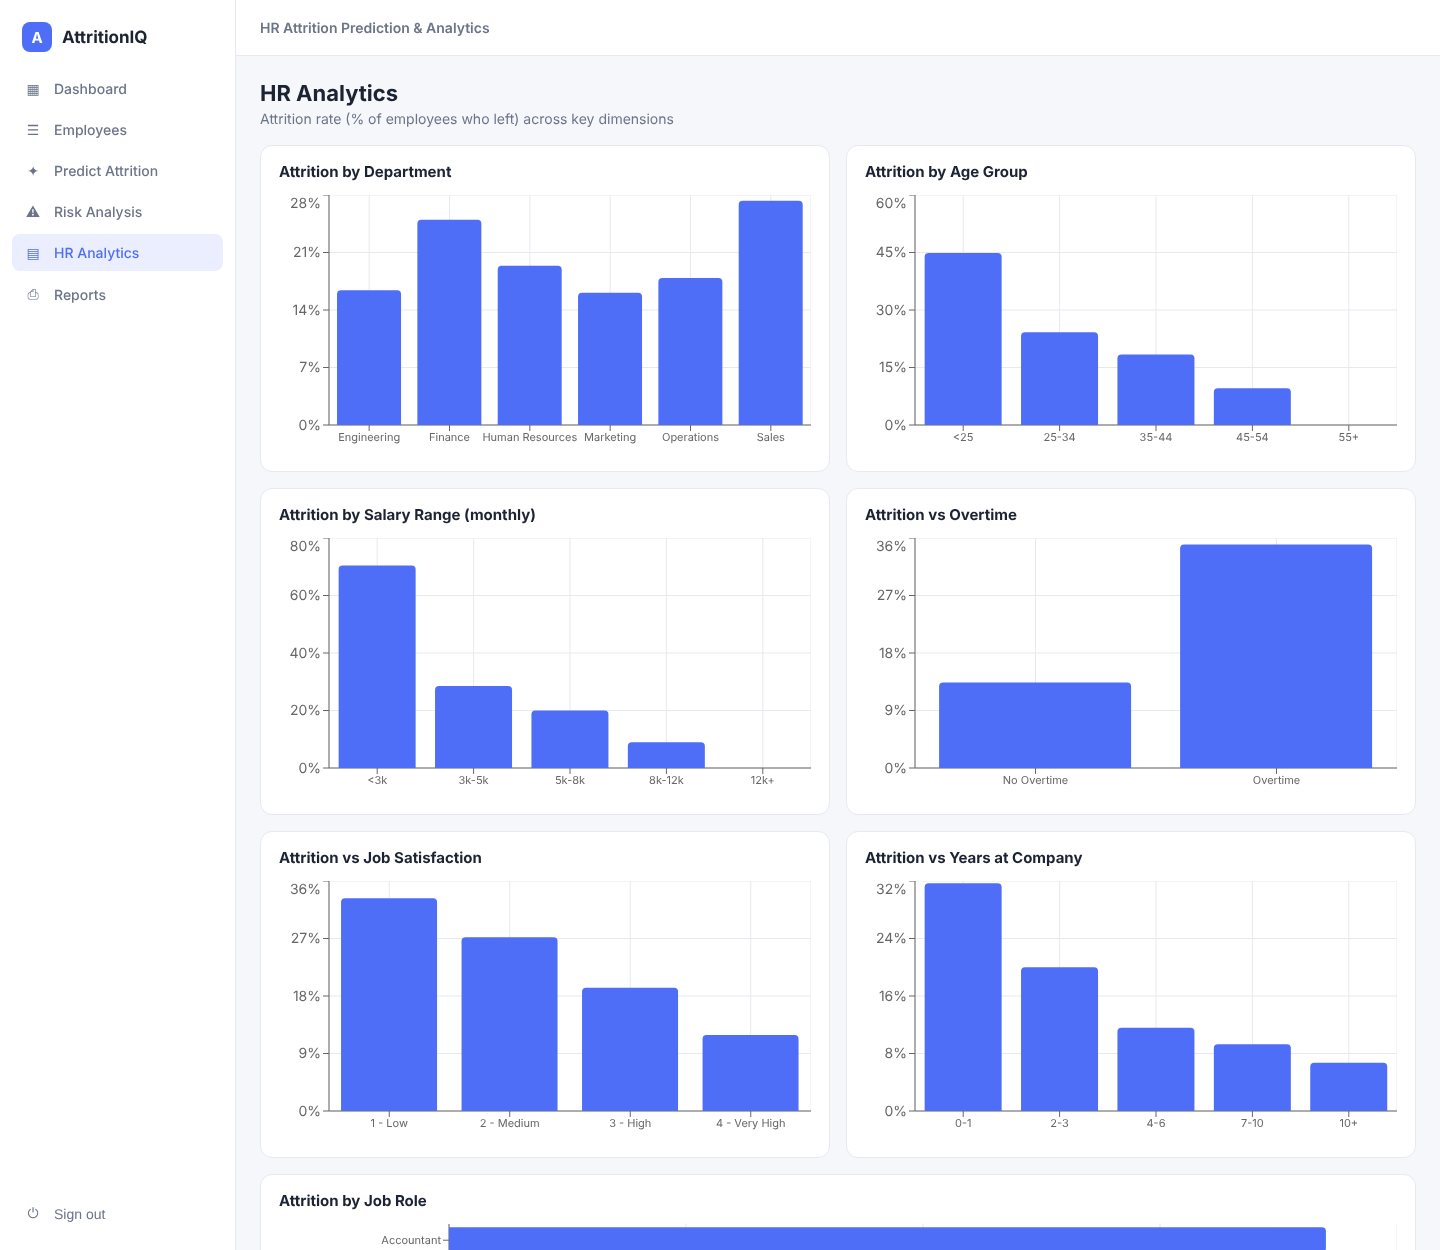 A AttritionIQ
Dashboard
Employees
Predict Attrition
Risk Analysis
HR Analytics
Reports
Sign out
HR Attrition Prediction & Analytics
HR Analytics
Attrition rate (% of employees who left) across key dimensions
Attrition by Department
28%
21%
14%
7%
0%
Engineering Finance Human Resources Marketing Operations Sales
Attrition by Age Group
60%
45%
30%
15%
0%
<25 25-34 35-44 45-54 55+
Attrition by Salary Range (monthly)
80%
60%
40%
20%
0%
<3k 3k-5k 5k-8k 8k-12k 12k+
Attrition vs Overtime
36%
27%
18%
9%
0%
No Overtime Overtime
Attrition vs Job Satisfaction
36%
27%
18%
9%
0%
1 - Low 2 - Medium 3 - High 4 - Very High
Attrition vs Years at Company
32%
24%
16%
8%
0%
0-1 2-3 4-6 7-10 10+
Attrition by Job Role
Accountant